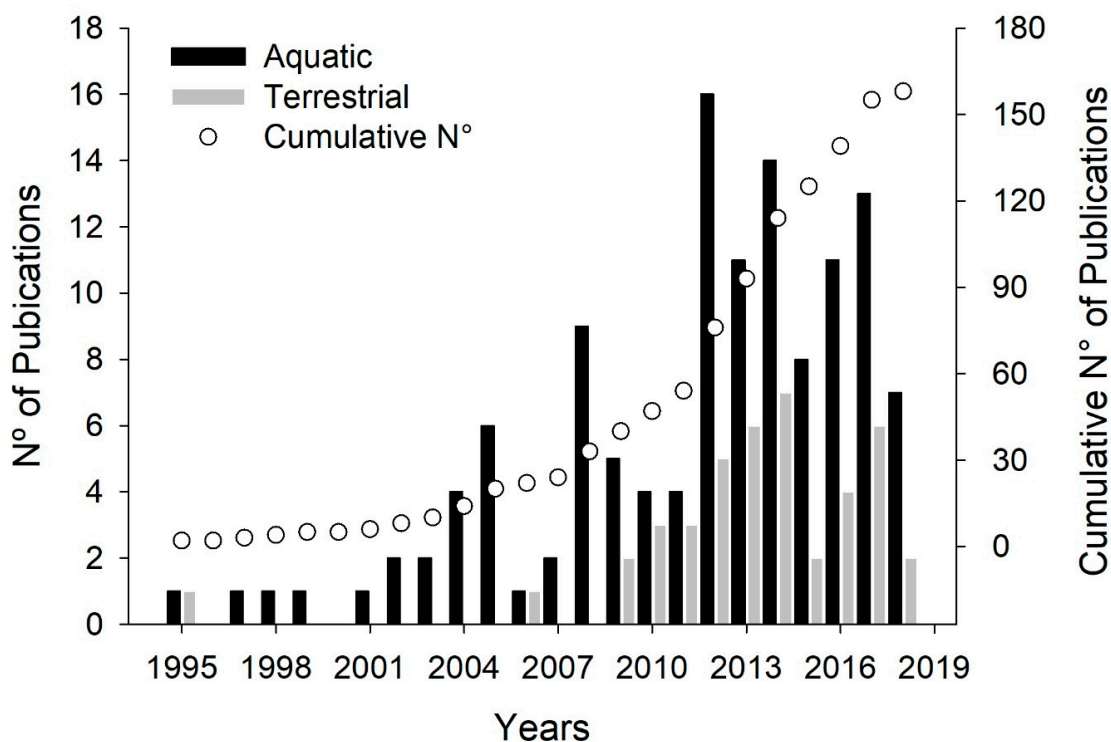 18
16
14
12
10
8
6
4
2
0
Nº of Pubications
Aquatic
Terrestrial
Cumulative N°
180
150
120
90
60
30
0
Cumulative N° of Publications
1995 1998 2001 2004 2007 2010 2013 2016 2019
Years